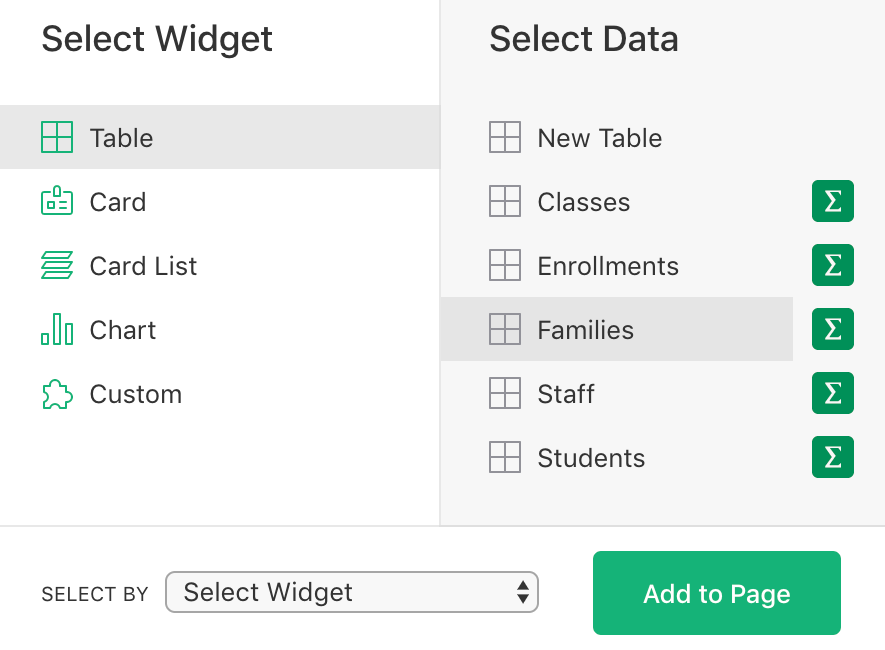 Select Widget
Table
Card
Card List
Chart
Custom
Select Data
New Table
Classes
Σ
Enrollments
Σ
Families
Σ
Staff
Σ
Students
Σ
SELECT BY
Select Widget
Add to Page